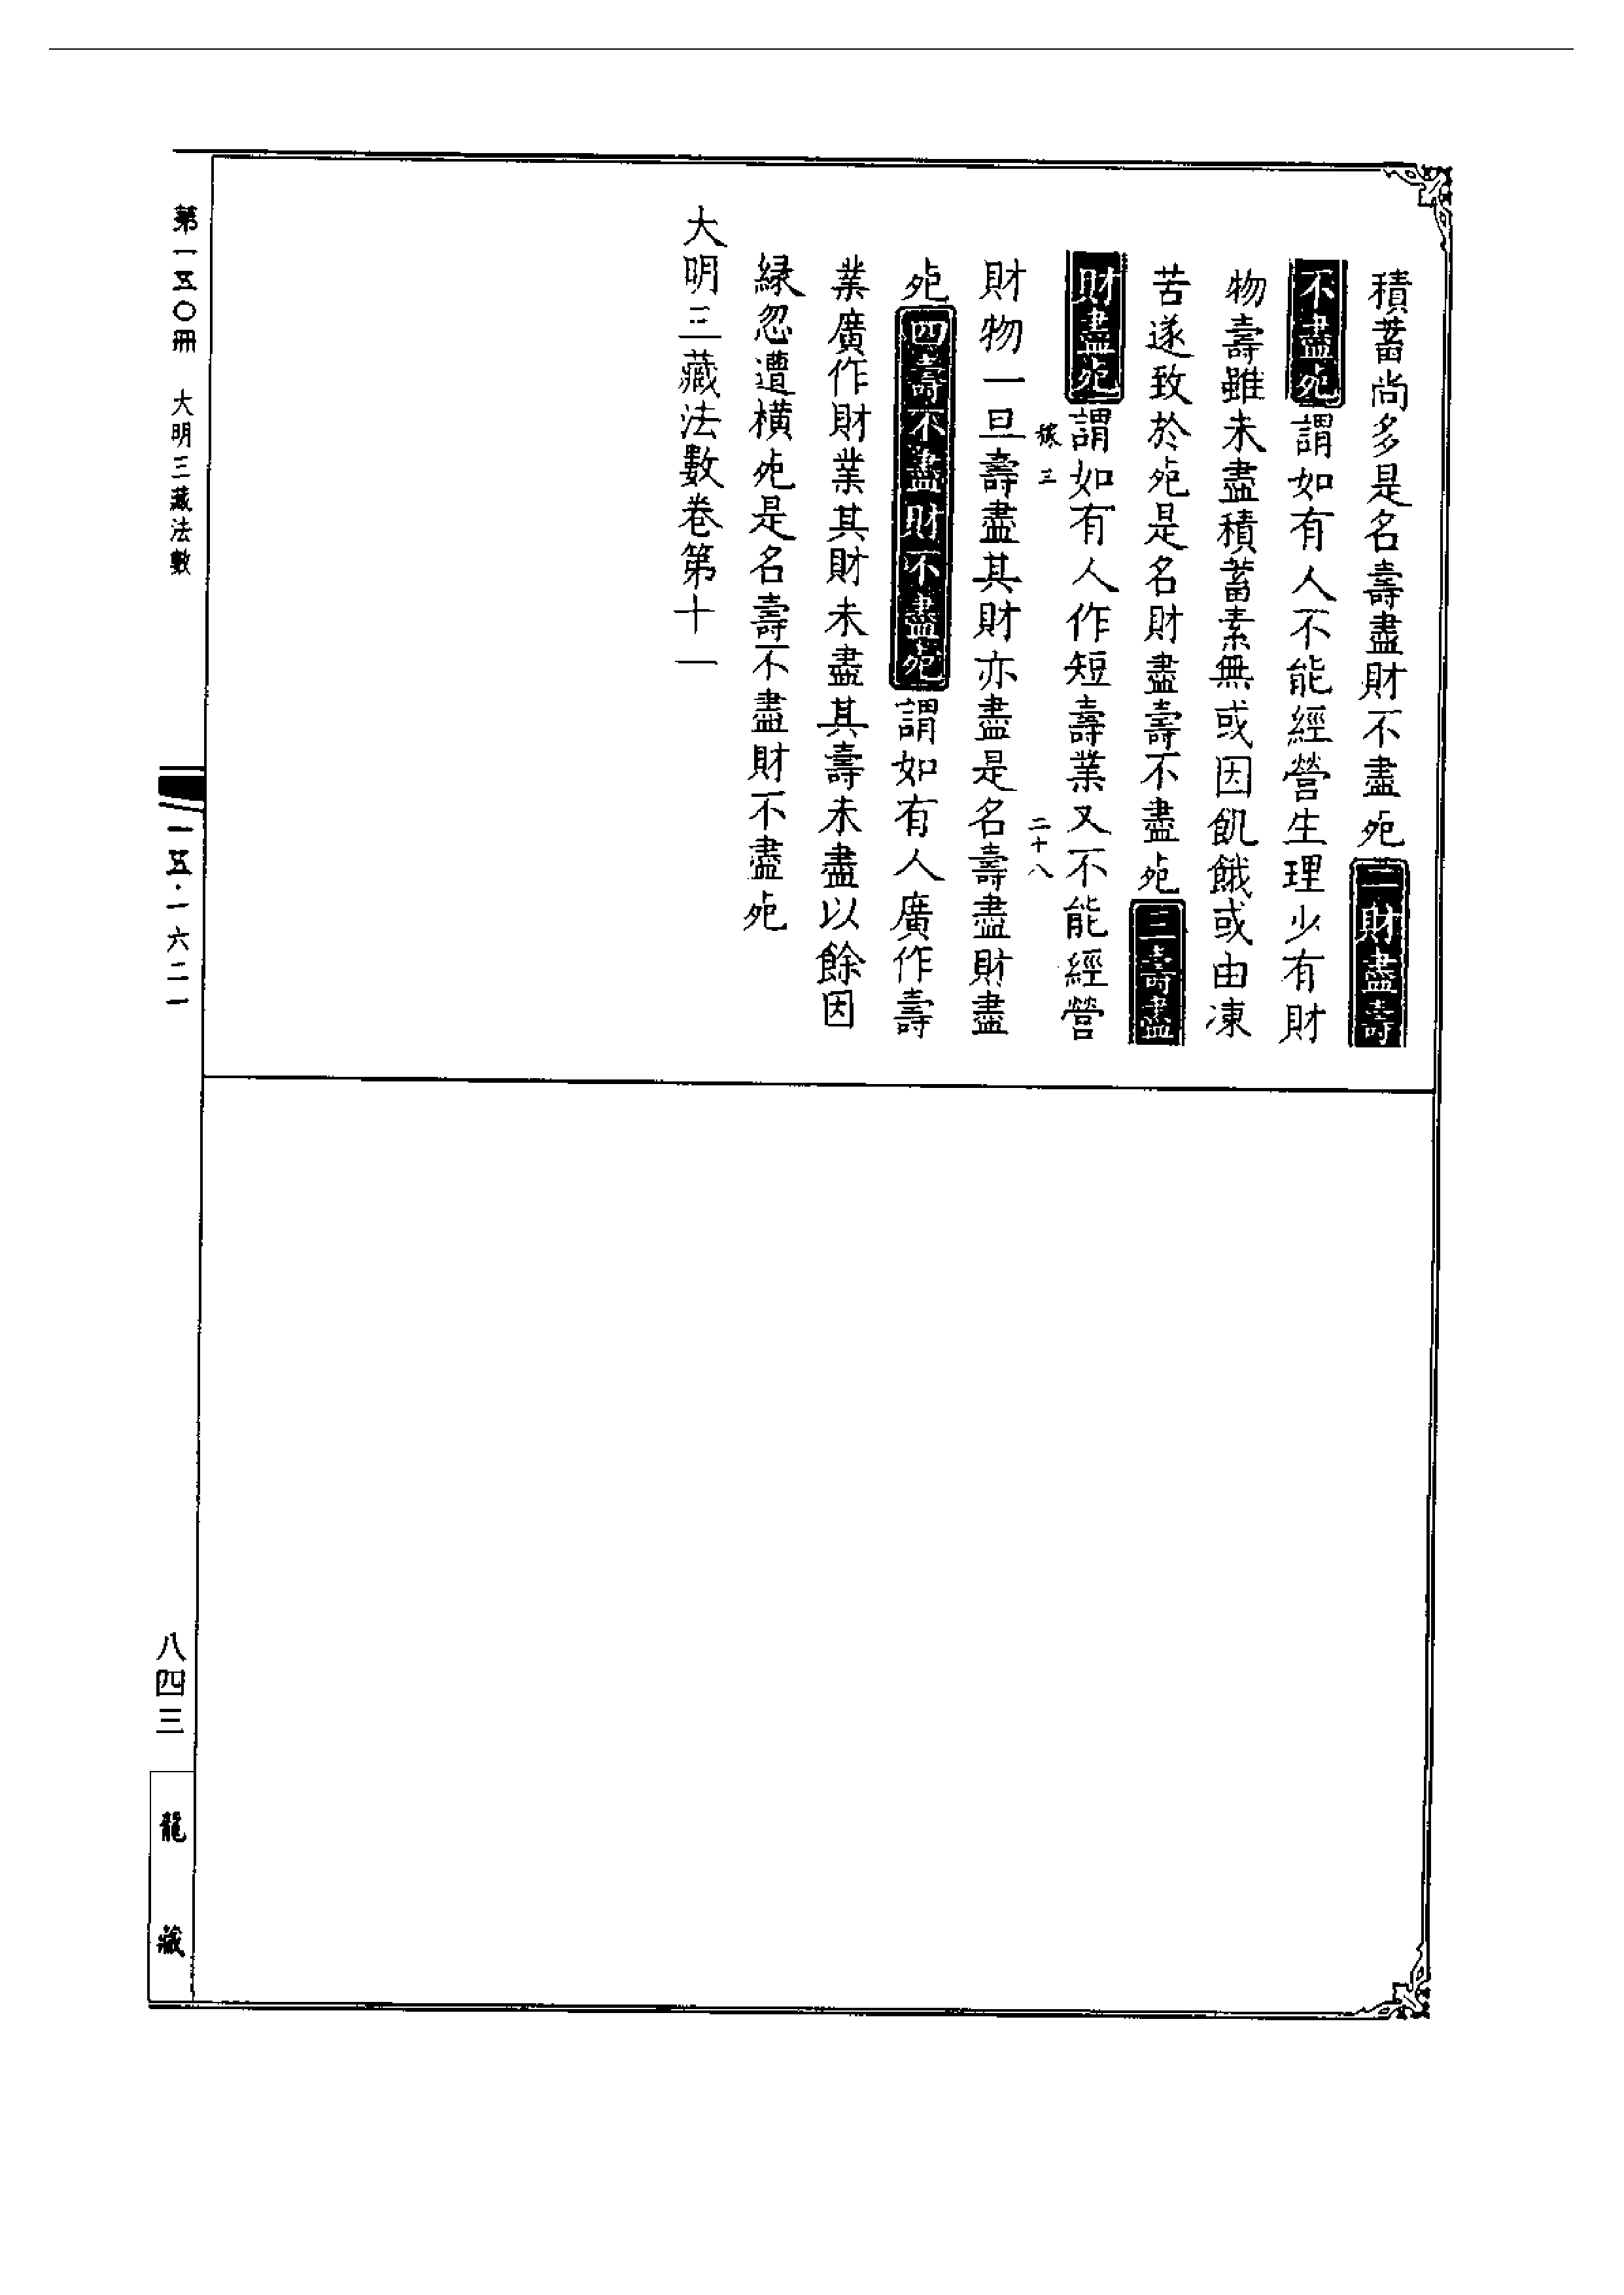 積蓄尚多是名壽盡財不盡死二財盡壽
不盡死謂如有人不能經營生理少有財
物壽雖未盡積蓄素無或因飢餓或由凍
苦遂致於死是名財盡壽不盡死三壽盡
財盡死謂如有人作短壽業又不能經營
稼三 二十八
財物一旦壽盡其財亦盡是名壽盡財盡
死四壽不盡財不盡死謂如有人廣作壽
業廣作財業其財未盡其壽未盡以餘因
緣忽遭橫死是名壽不盡財不盡死
大明三藏法數卷第十一
第一五〇冊 大明三藏法數
一五·一六二一
八四三
龍藏